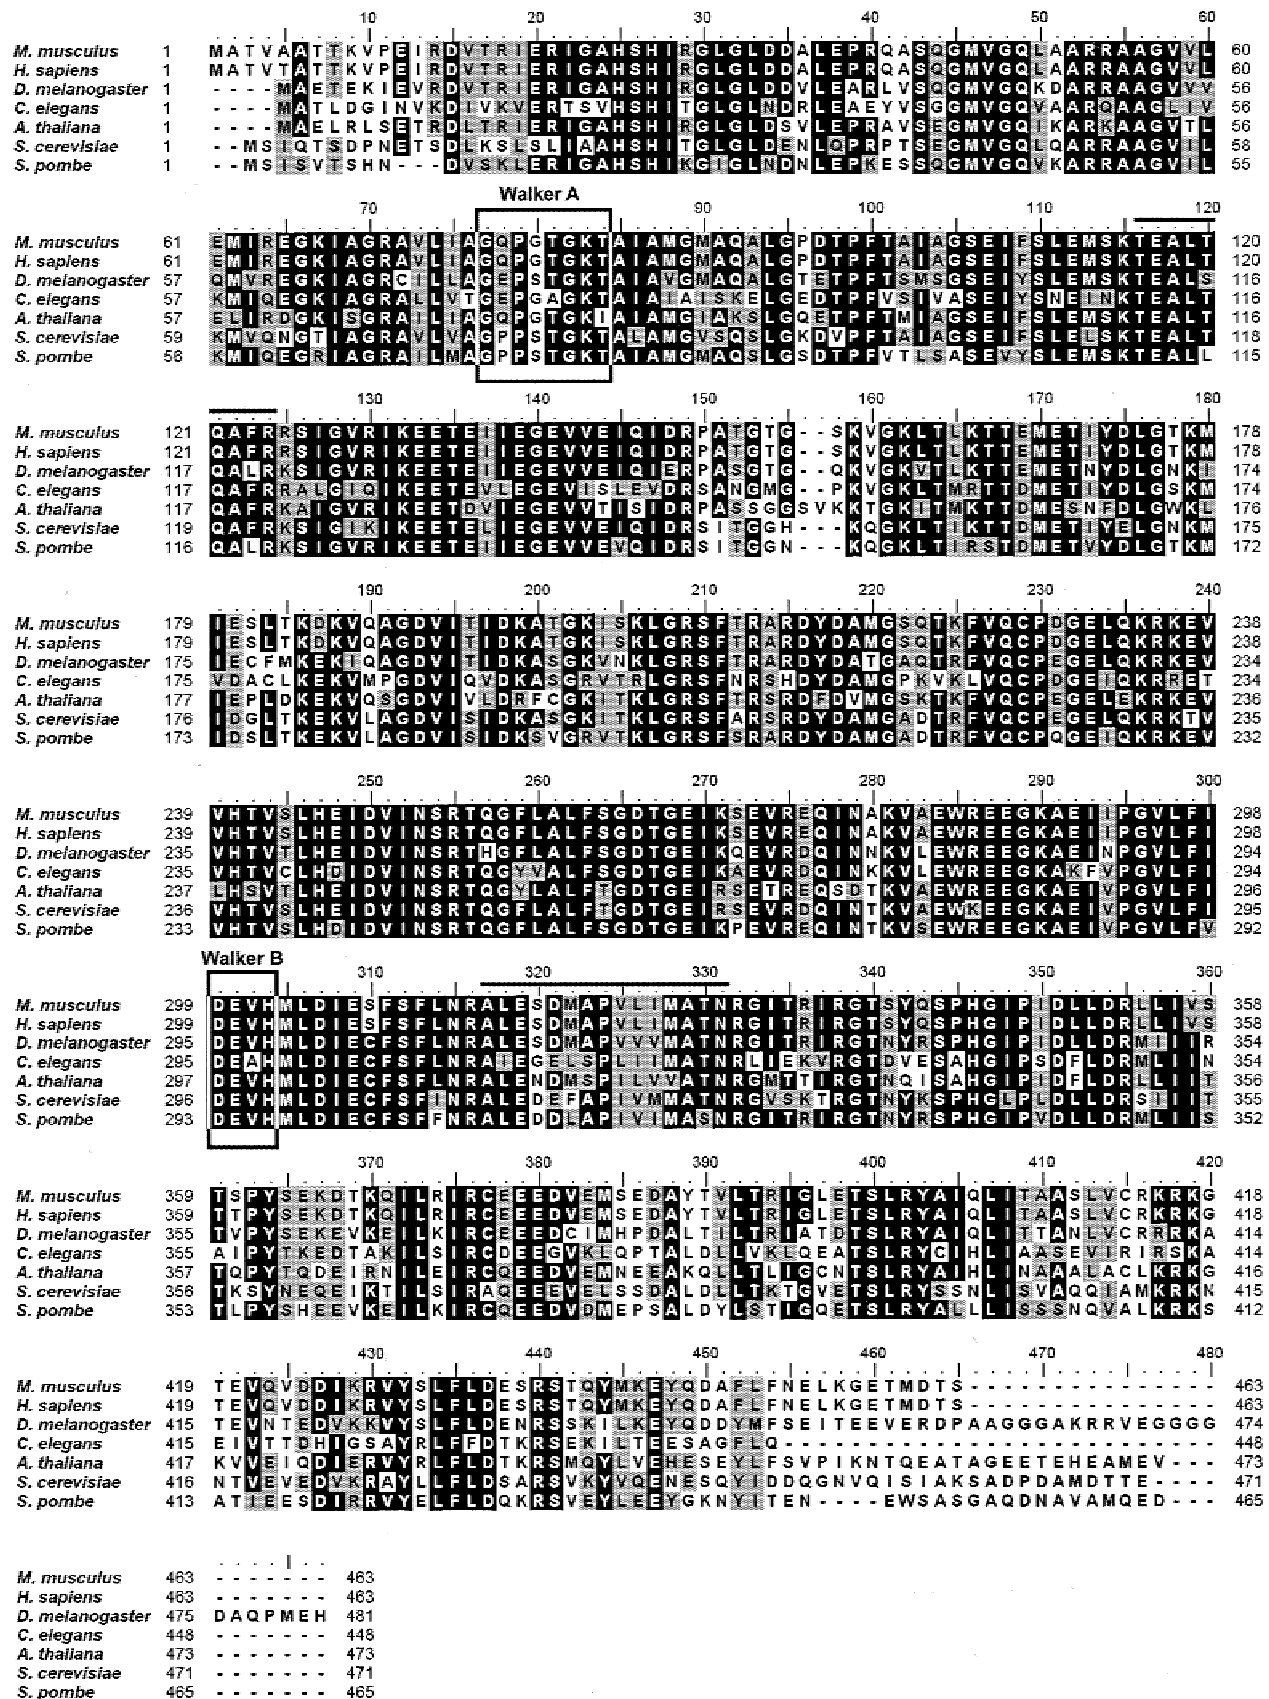 10 20 30 40 50 60
M. musculus 1 MATVAATTKVPEIRDVTRIERIGAHSHIRGLGLDDALEPRQASQGMVGQLAARRAAGVVL 60
H. sapiens 1 MATVTATTKVPEIRDVTRIERIGAHSHIRGLGLDDALEPRQASQGMVGQLAARRAAGVVL 60
D. melanogaster 1 ----MAETEKIEVRDVTRIERIGAHSHIRGLGLDDVLEARLVSQGMVGQKDARRAAGVVV 56
C. elegans 1 ----MATLDGINVKDIVKVERTSVHSHITGLGLNDRLEAEYVSGGMVGQVAARQAAGLIV 56
A. thaliana 1 ----MAELRLSETRDLTRIERIGAHSHIRGLGLDSVLEPRAVSEGMVGQIKARKAAGVTL 56
S. cerevisiae 1 --MSIQTSDPNETSDLKSLSLIAAHSHITGLGLDENLQPRPTSEGMVGQLQARRAAGVIL 58
S. pombe 1 --MSISVTSHN---DVSKLERIGAHSHIKGIGLNDNLEPKESSQGMVGQVKARRAAGVIL 55
Walker A
70 90 100 110 120
M. musculus 61 EMIREGKIAGRAVLIAGQPGTGKTAIAMGMAQALGPDTPFTAIAGSEIFSLEMSKTEALT 120
H. sapiens 61 EMIREGKIAGRAVLIAGQPGTGKTAIAMGMAQALGPDTPFTAIAGSEIFSLEMSKTEALT 120
D. melanogaster 57 QMVREGKIAGRCILLAGEPSTGKTAIAVGMAQALGTETPFTSMSGSEIYSLEMSKTEALS 116
C. elegans 57 KMIQEGKIAGRALLVTGEPGAGKTAIAIAISKELGEDTPFVSIVASEIYSNEINKTEALT 116
A. thaliana 57 ELIRDGKISGRAILIAGQPGTGKIAIAMGIAKSLGQETPFTMIAGSEIFSLEMSKTEALT 116
S. cerevisiae 59 KMVQNGTIAGRAVLVAGPPSTGKTALAMGVSQSLGKDVPFTAIAGSEIFSLELSKTEALT 118
S. pombe 56 KMIQEGRIAGRAILMAGPPSTGKTAIAMGMAQSLGSDTPFVTLSASEVYSLEMSKTEALL 115
130 140 150 160 170 180
M. musculus 121 QAFRRSIGVRIKEETEIIEGEVVEIQIDRPATGTG--SKVGKLTLKTTEMETIYDLGTKM 178
H. sapiens 121 QAFRRSIGVRIKEETEIIEGEVVEIQIDRPATGTG--SKVGKLTLKTTEMETIYDLGTKM 178
D. melanogaster 117 QALRKSIGVRIKEETEIIEGEVVEIQIERPASGTG--QKVGKVTLKTTEMETNYDLGNKI 174
C. elegans 117 QAFRRALGIQIKEETEVLEGEVISLEVDRSANGMG--PKVGKLTMRTTDMETIYDLGSKM 174
A. thaliana 117 QAFRKAIGVRIKEETDVIEGEVVTISIDRPASSGGSVKKTGKITMKTTDMESNFDLGWKL 176
S. cerevisiae 119 QAFRKSIGIKIKEETELIEGEVVEIQIDRSITGGH---KQGKLTIKTTDMETIYELGNKM 175
S. pombe 116 QALRKSIGVRIKEETEIIEGEVVEVQIDRSITGGN---KQGKLTIRSTDMETVYDLGTKM 172
190 200 210 220 230 240
M. musculus 179 IESLTKDKVQAGDVITIDKATGKISKLGRSFTRARDYDAMGSQTKFVQCPDGELQKRKEV 238
H. sapiens 179 IESLTKDKVQAGDVITIDKATGKISKLGRSFTRARDYDAMGSQTKFVQCPDGELQKRKEV 238
D. melanogaster 175 IECFMKEKIQAGDVITIDKASGKVNKLGRSFTRARDYDATGAQTRFVQCPEGELQKRKEV 234
C. elegans 175 VDACLKEKVMPGDVIQVDKASGRVTRLGRSFNRSHDYDAMGPKVKLVQCPDGEIQKRRET 234
A. thaliana 177 IEPLDKEKVQSGDVIVLDRFCGKITKLGRSFTRSRDFDVMGSKTKFVQCPEGELEKRKEV 236
S. cerevisiae 176 IDGLTKEKVLAGDVISIDKASGKITKLGRSFARSRDYDAMGADTRFVQCPEGELQKRKTV 235
S. pombe 173 IDSLTKEKVLAGDVISIDKSVGRVTKLGRSFSRARDYDAMGADTRFVQCPQGEIQKRKEV 232
250 260 270 280 290 300
M. musculus 239 VHTVSLHEIDVINSRTQGFLALFSGDTGEIKSEVREQINAKVAEWREEGKAEIIPGVLFI 298
H. sapiens 239 VHTVSLHEIDVINSRTQGFLALFSGDTGEIKSEVREQINAKVAEWREEGKAEIIPGVLFI 298
D. melanogaster 235 VHTVTLHEIDVINSRTHGFLALFSGDTGEIKQEVRDQINNKVLEWREEGKAEINPGVLFI 294
C. elegans 235 VHTVCLHDIDVINSRTQGYVALFSGDTGEIKAEVRDQINKKVLEWREEGKAKFVPGVLFI 294
A. thaliana 237 LHSVTLHEIDVINSRTQGYLALFTGDTGEIRSETREQSDTKVAEWREEGKAEIVPGVLFI 296
S. cerevisiae 236 VHTVSLHEIDVINSRTQGFLALFTGDTGEIRSEVRDQINTKVAEWKEEGKAEIVPGVLFI 295
S. pombe 233 VHTVSLHDIDVINSRTQGFLALFSGDTGEIKPEVREQINTKVSEWREEGKAEIVPGVLFV 292
Walker B
310 320 330 340 350 360
M. musculus 299 DEVHMLDIESFSFLNRALESDMAPVLIMATNRGITRIRGTSYQSPHGIPIDLLDRLLIVS 358
H. sapiens 299 DEVHMLDIESFSFLNRALESDMAPVLIMATNRGITRIRGTSYQSPHGIPIDLLDRLLIVS 358
D. melanogaster 295 DEVHMLDIECFSFLNRALESDMAPVVVMATNRGITRIRGTNYRSPHGIPIDLLDRMIIIR 354
C. elegans 295 DEAHMLDIECFSFLNRAIEGELSPLIIMATNRLIEKVRGTDVESAHGIPSDFLDRMLIIN 354
A. thaliana 297 DEVHMLDIECFSFLNRALENDMSPILVVATNRGMTTIRGTNQISAHGIPIDFLDRLLIIT 356
S. cerevisiae 296 DEVHMLDIECFSFINRALEDEFAPIVMMATNRGVSKTRGTNYKSPHGLPLDLLDRSIIIT 355
S. pombe 293 DEVHMLDIECFSFFNRALEDDLAPIVIMASNRGITRIRGTNYRSPHGIPVDLLDRMLIIS 352
370 380 390 400 410 420
M. musculus 359 TSPYSEKDTKQILRIRCEEEDVEMSEDAYTVLTRIGLETSLRYAIQLITAASLVCRKRKG 418
H. sapiens 359 TTPYSEKDTKQILRIRCEEEDVEMSEDAYTVLTRIGLETSLRYAIQLITAASLVCRKRKG 418
D. melanogaster 355 TVPYSEKEVKEILKIRCEEEDCIMHPDALTILTRIATDTSLRYAIQLITTANLVCRRRKA 414
C. elegans 355 AIPYTKEDTAKILSIRCDEEGVKLQPTALDLLVKLQEATSLRYCIHLIAASEVIRIRSKA 414
A. thaliana 357 TQPYTQDEIRNILEIRCQEEDVEMNEEAKQLLTLIGCNTSLRYAIHLINAAALACLKRKG 416
S. cerevisiae 356 TKSYNEQEIKTILSIRAQEEEVELSSDALDLLTKTGVETSLRYSSNLISVAQQIAMKRKN 415
S. pombe 353 TLPYSHEEVKEILKIRCQEEDVDMEPSALDYLSTIGQETSLRYALLLISSSNQVALKRKS 412
430 440 450 460 470 480
M. musculus 419 TEVQVDDIKRVYSLFLDESRSTQYMKEYQDAFLFNELKGETMDTS--------------- 463
H. sapiens 419 TEVQVDDIKRVYSLFLDESRSTQYMKEYQDAFLFNELKGETMDTS--------------- 463
D. melanogaster 415 TEVNTEDVKKVYSLFLDENRSSKILKEYQDDYMFSEITEEVERDPAAGGGAKRRVEGGGG 474
C. elegans 415 EIVTTDHIGSAYRLFFDTKRSEKILTEESAGFLQ-------------------------- 448
A. thaliana 417 KVVEIQDIERVYRLFLDTKRSMQYLVEHESEYLFSVPIKNTQEATAGEETEHEAMEV--- 473
S. cerevisiae 416 NTVEVEDVKRAYLLFLDSARSVKYVQENESQYIDDQGNVQISIAKSADPDAMDTTE---- 471
S. pombe 413 ATIEESDIRRVYELFLDQKRSVEYLEEYGKNYITEN----EWSASGAQDNAVAMQED--- 465
M. musculus 463 ------- 463
H. sapiens 463 ------- 463
D. melanogaster 475 DAQPMEH 481
C. elegans 448 ------- 448
A. thaliana 473 ------- 473
S. cerevisiae 471 ------- 471
S. pombe 465 ------- 465